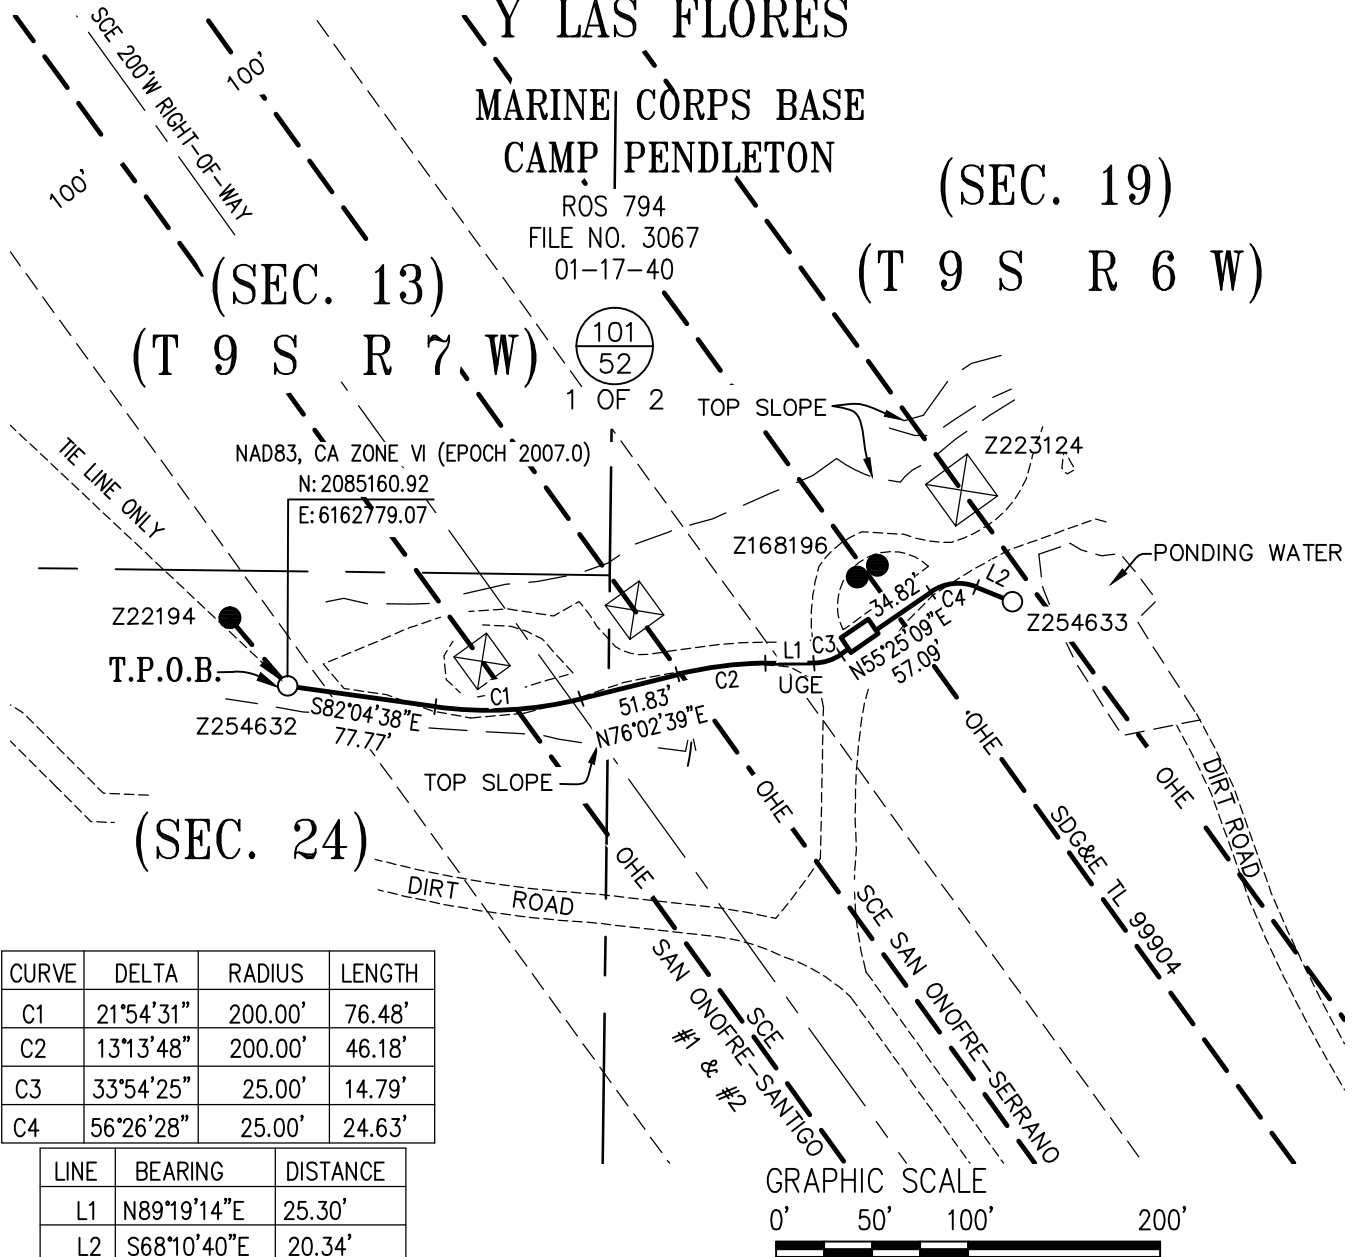 Y LAS FLORES
MARINE CORPS BASE
CAMP PENDLETON
ROS 794
FILE NO. 3067
01-17-40
SCE 200'W RIGHT-OF-WAY
100'
100'
(SEC. 19)
(T 9 S R 6 W)
(SEC. 13)
(T 9 S R 7 W)
101
52
1 OF 2
TOP SLOPE
Z223124
NAD83, CA ZONE VI (EPOCH 2007.0)
N: 2085160.92
E: 6162779.07
TIE LINE ONLY
Z168196
PONDING WATER
Z22194
T.P.O.B.
Z254632
S82°04'38"E
77.77'
C1
51.83'
N76°02'39"E
C2
L1
UGE
C3
34.82'
N55°25'09"E
57.09'
C4
L2
Z254633
TOP SLOPE
(SEC. 24)
DIRT ROAD
OHE
OHE
OHE
OHE
DIRT ROAD
SCE
SAN ONOFRE-SANTIGO
#1 & #2
SCE SAN ONOFRE-SERRANO
SDG&E TL 99904
CURVE DELTA RADIUS LENGTH
C1 21°54'31" 200.00' 76.48'
C2 13°13'48" 200.00' 46.18'
C3 33°54'25" 25.00' 14.79'
C4 56°26'28" 25.00' 24.63'
LINE BEARING DISTANCE
L1 N89°19'14"E 25.30'
L2 S68°10'40"E 20.34'
GRAPHIC SCALE
0' 50' 100' 200'